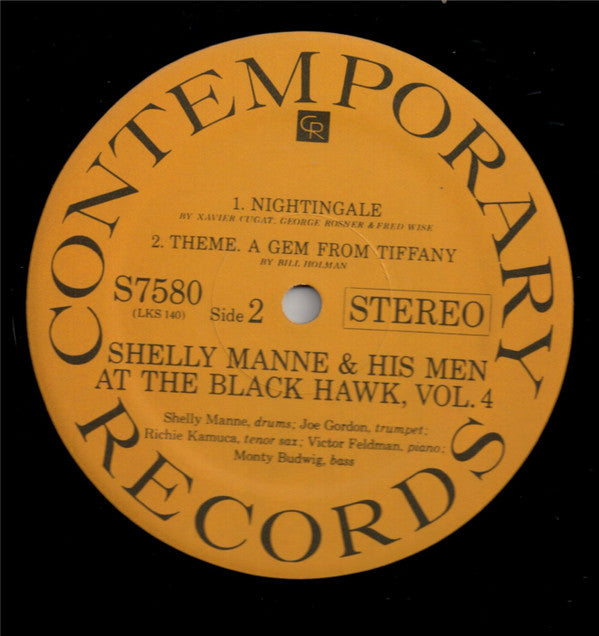 CONTEMPORARY
CR
1. NIGHTINGALE
BY XAVIER CUGAT, GEORGE ROSNER & FRED WISE
2. THEME. A GEM FROM TIFFANY
BY BILL HOLMAN
S7580
(LKS 140)
Side 2
STEREO
SHELLY MANNE & HIS MEN
AT THE BLACK HAWK, VOL. 4
Shelly Manne, drums; Joe Gordon, trumpet;
Richie Kamuca, tenor sax; Victor Feldman, piano;
Monty Budwig, bass
RECORDS